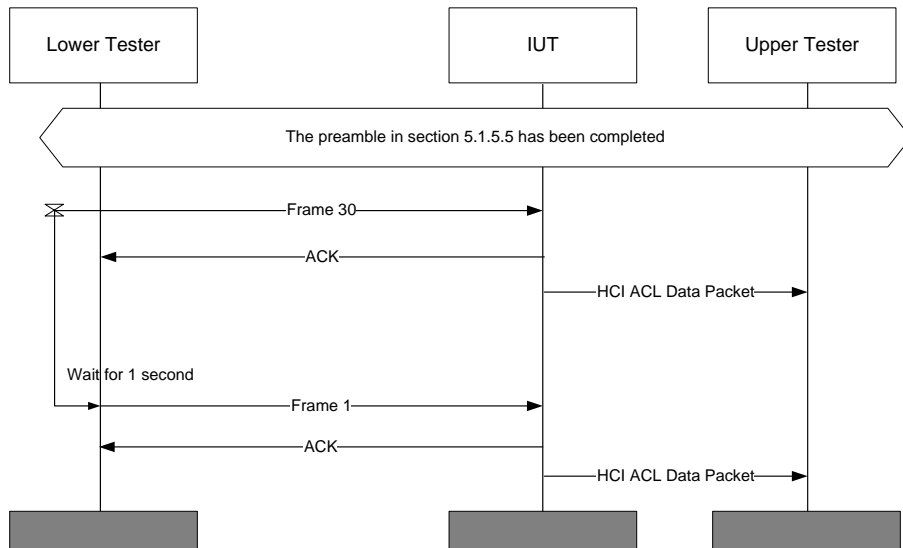 Lower Tester
IUT
Upper Tester
The preamble in section 5.1.5.5 has been completed
Frame 30
ACK
HCI ACL Data Packet
Wait for 1 second
Frame 1
ACK
HCI ACL Data Packet